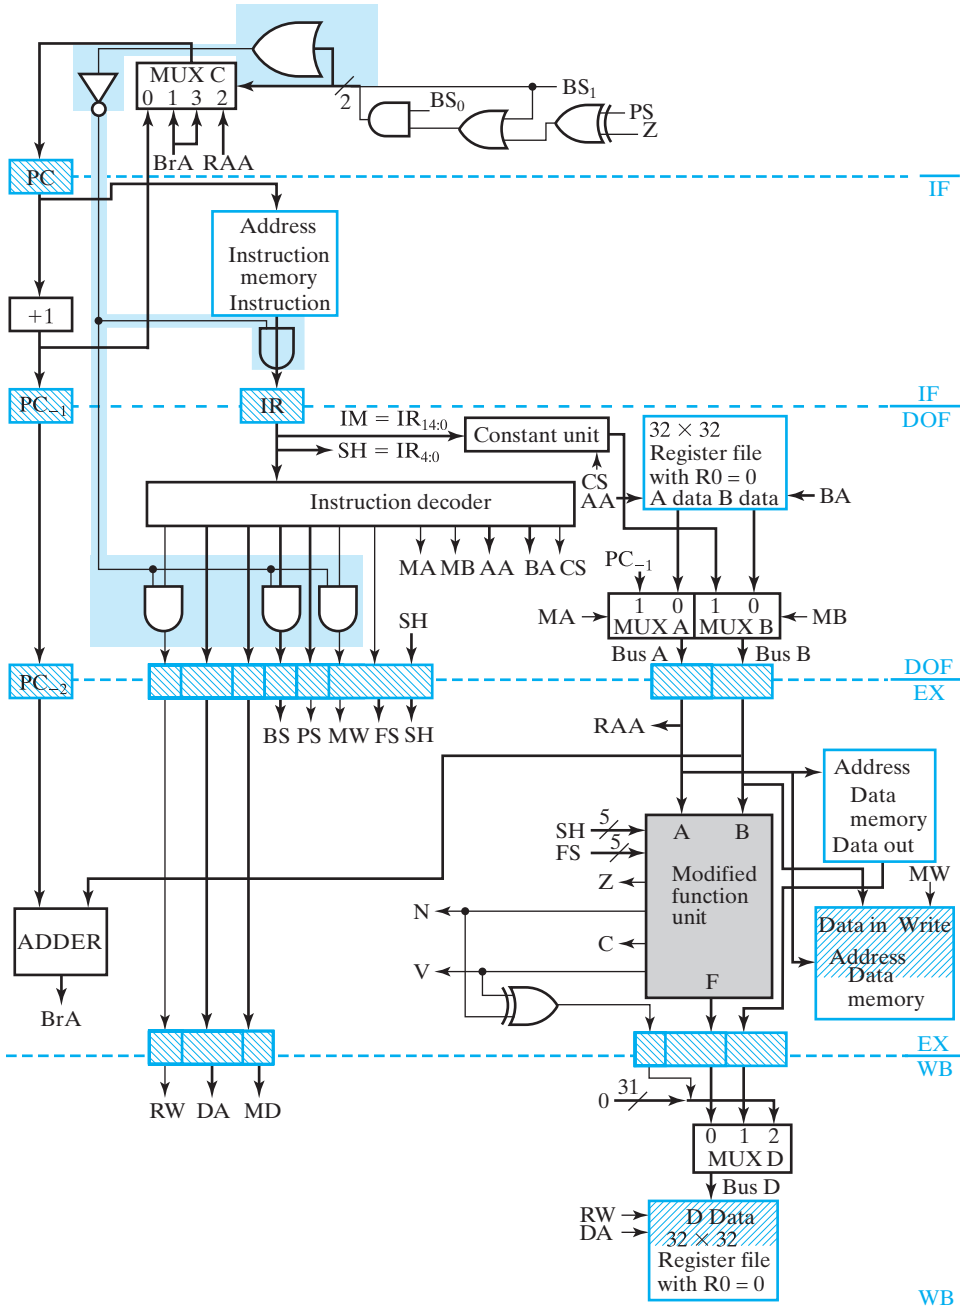 MUX C
0 1 3 2
2
BS0
BS1
PS
Z
BrA RAA
PC
IF
Address
Instruction
memory
Instruction
+1
PC−1
IR
IF
DOF
IM = IR14:0
SH = IR4:0
Constant unit
CS
32 × 32
Register file
with R0 = 0
A data B data
AA
BA
Instruction decoder
MA MB AA BA CS
PC−1
1 0 1 0
MUX A MUX B
MA
MB
SH
Bus A
Bus B
PC−2
DOF
EX
BS PS MW FS SH
RAA
Address
Data
memory
Data out
SH 5
FS 5
A B
Modified
function
unit
Z
N
C
V
F
MW
Data in Write
Address
Data
memory
ADDER
BrA
EX
WB
RW DA MD
0 31
0 1 2
MUX D
Bus D
RW
DA
D Data
32 × 32
Register file
with R0 = 0
WB